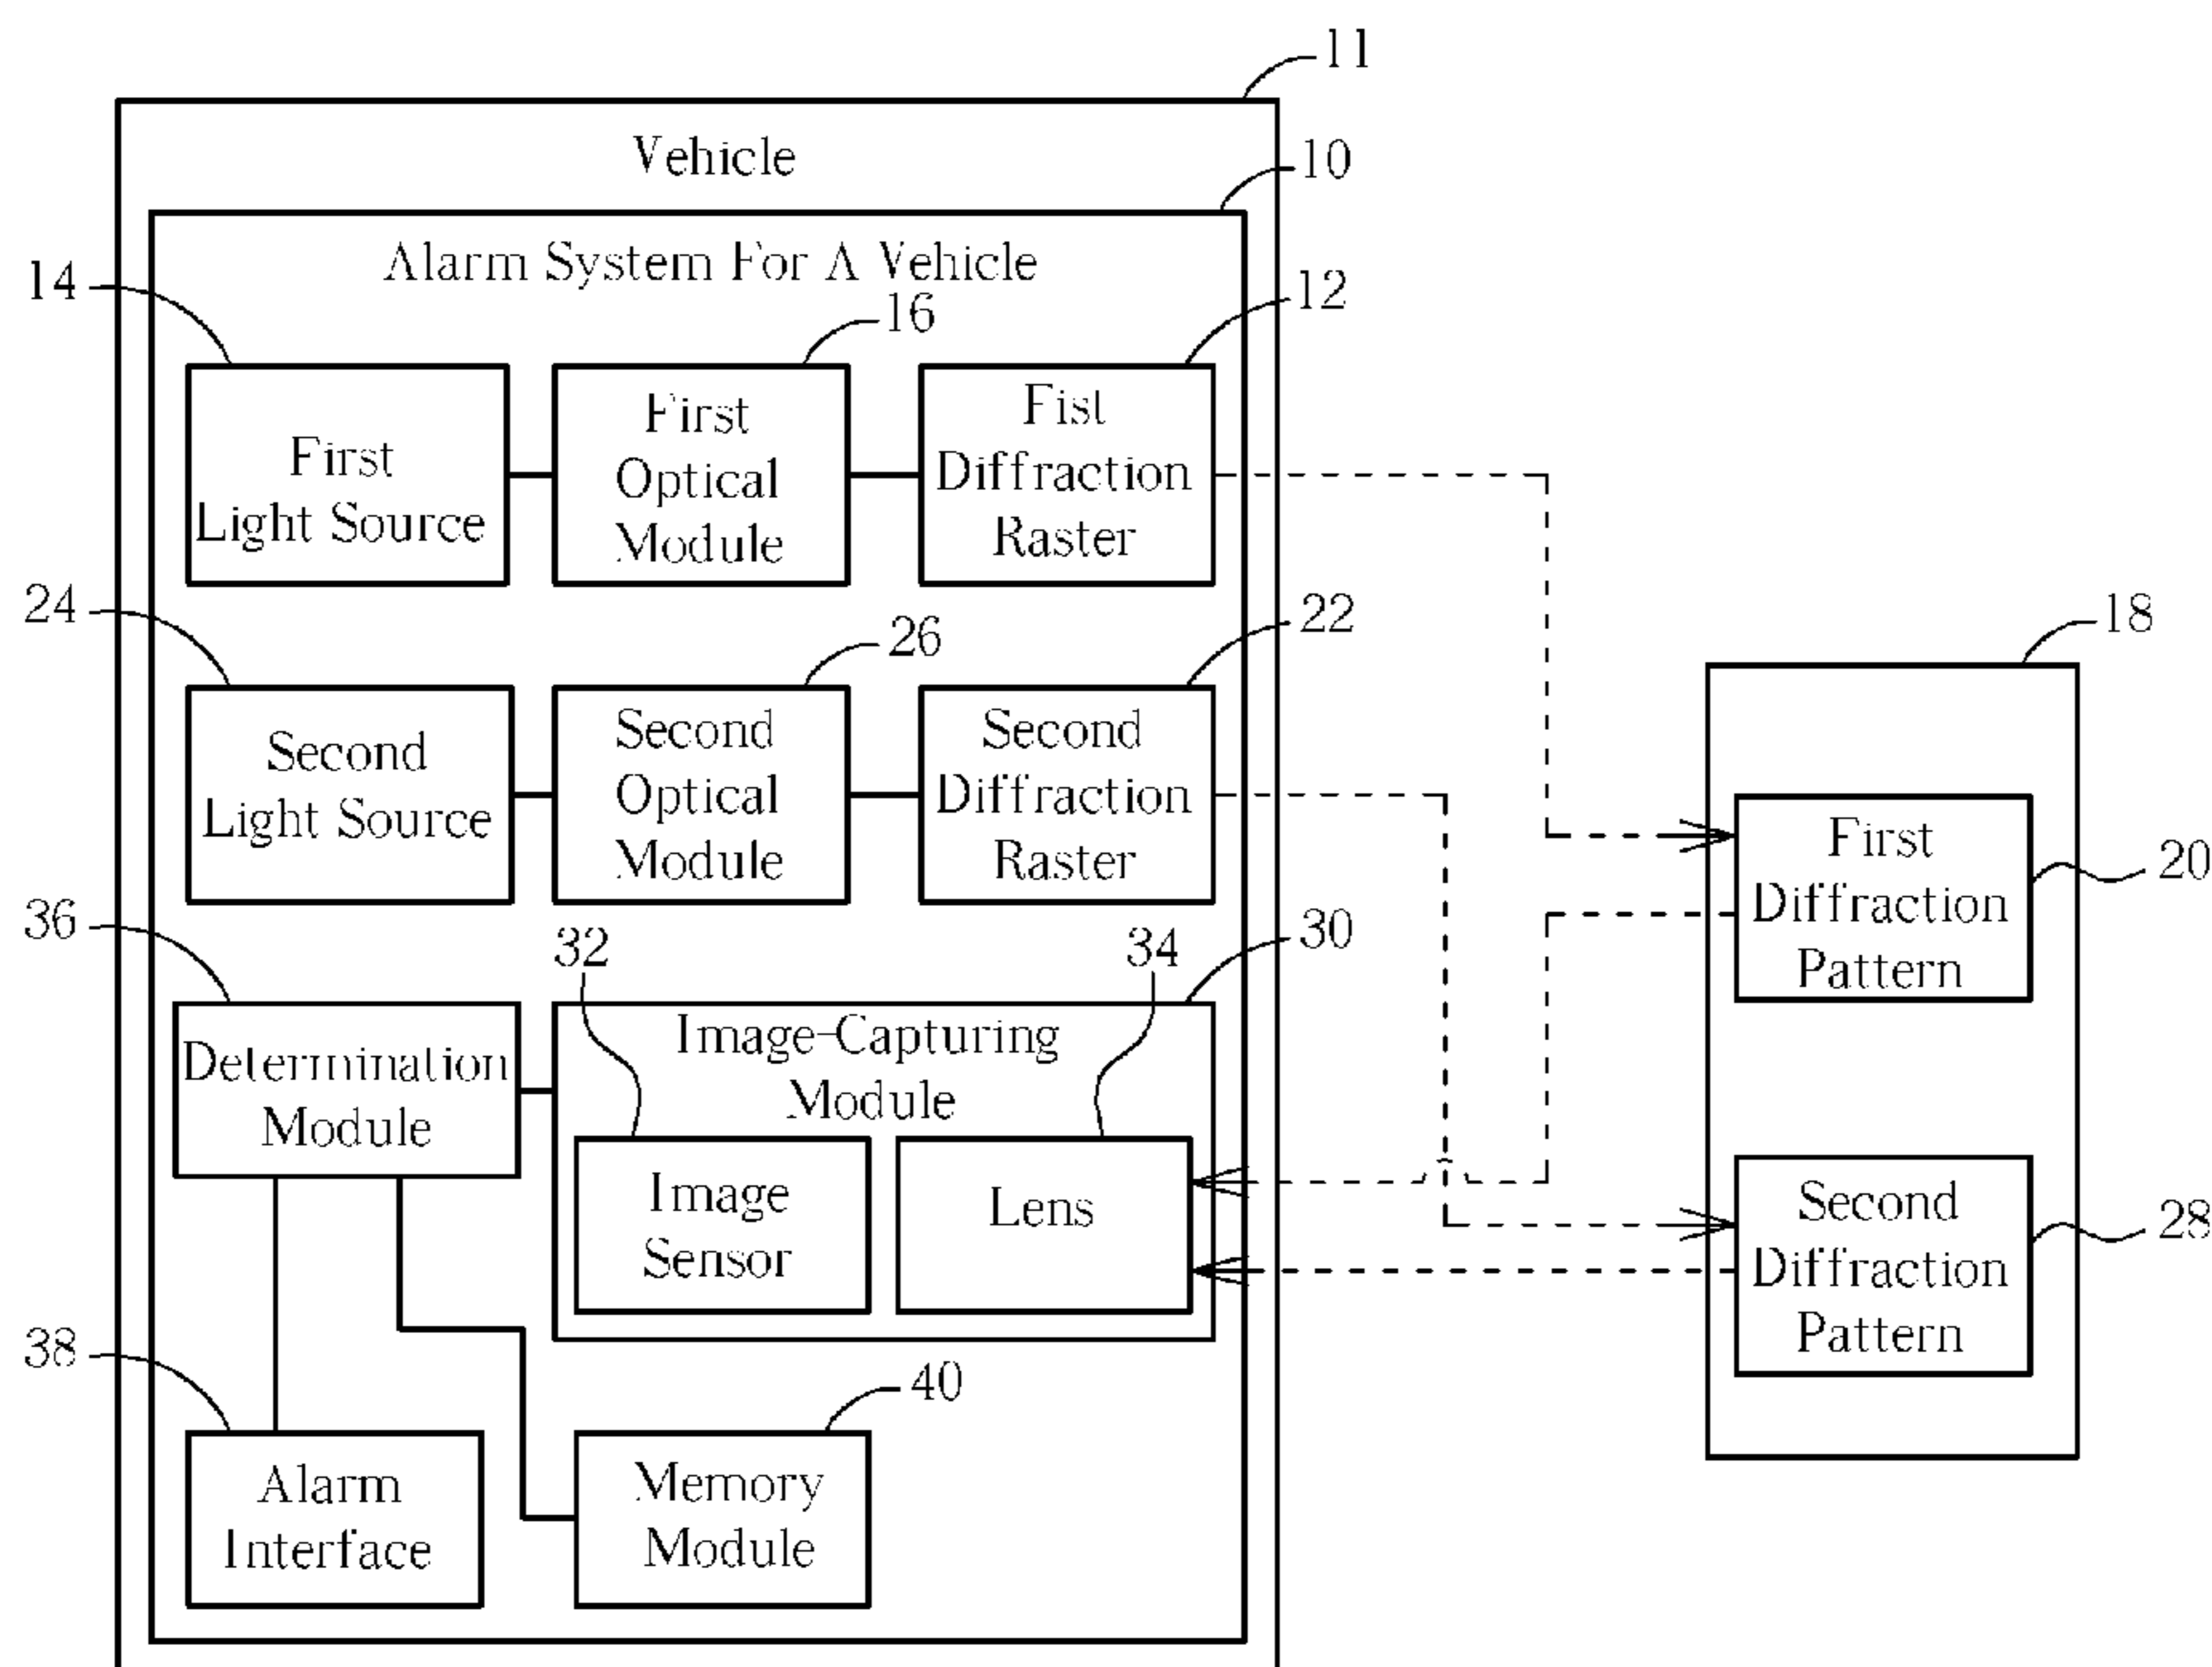 11
Vehicle
10
Alarm System For A Vehicle
14
16
12
First
Light Source
First
Optical
Module
Fist
Diffraction
Raster
24
26
22
18
Second
Light Source
Second
Optical
Module
Second
Diffraction
Raster
First
Diffraction
Pattern
20
36
32
34
30
Determination
Module
Image-Capturing
Module
Image
Sensor
Lens
Second
Diffraction
Pattern
28
38
40
Alarm
Interface
Memory
Module